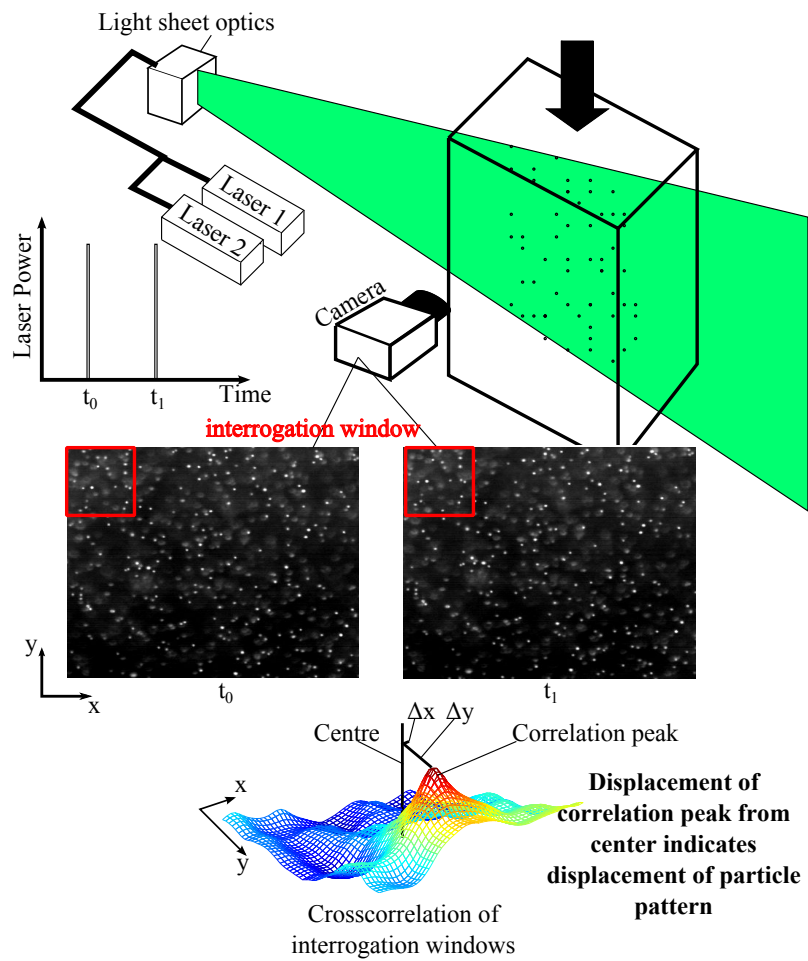 Light sheet optics
Laser 1
Laser 2
Laser Power
Time
t0
t1
Camera
interrogation window
y
x
t0
t1
Δx
Δy
Centre
Correlation peak
x
y
Displacement of
correlation peak from
center indicates
displacement of particle
pattern
Crosscorrelation of
interrogation windows